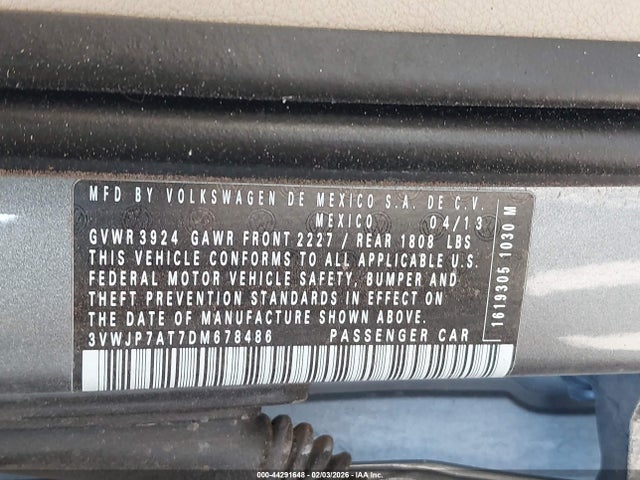 MFD BY VOLKSWAGEN DE MEXICO S.A. DE C.V.
MEXICO 04/13
GVWR 3924 GAWR FRONT 2227 / REAR 1808 LBS
THIS VEHICLE CONFORMS TO ALL APPLICABLE U.S.
FEDERAL MOTOR VEHICLE SAFETY, BUMPER AND
THEFT PREVENTION STANDARDS IN EFFECT ON
THE DATE OF MANUFACTURE SHOWN ABOVE.
3VWJP7AT7DM678486 PASSENGER CAR
1619305 1030 M
000-44291648 - 02/03/2026 - IAA Inc.